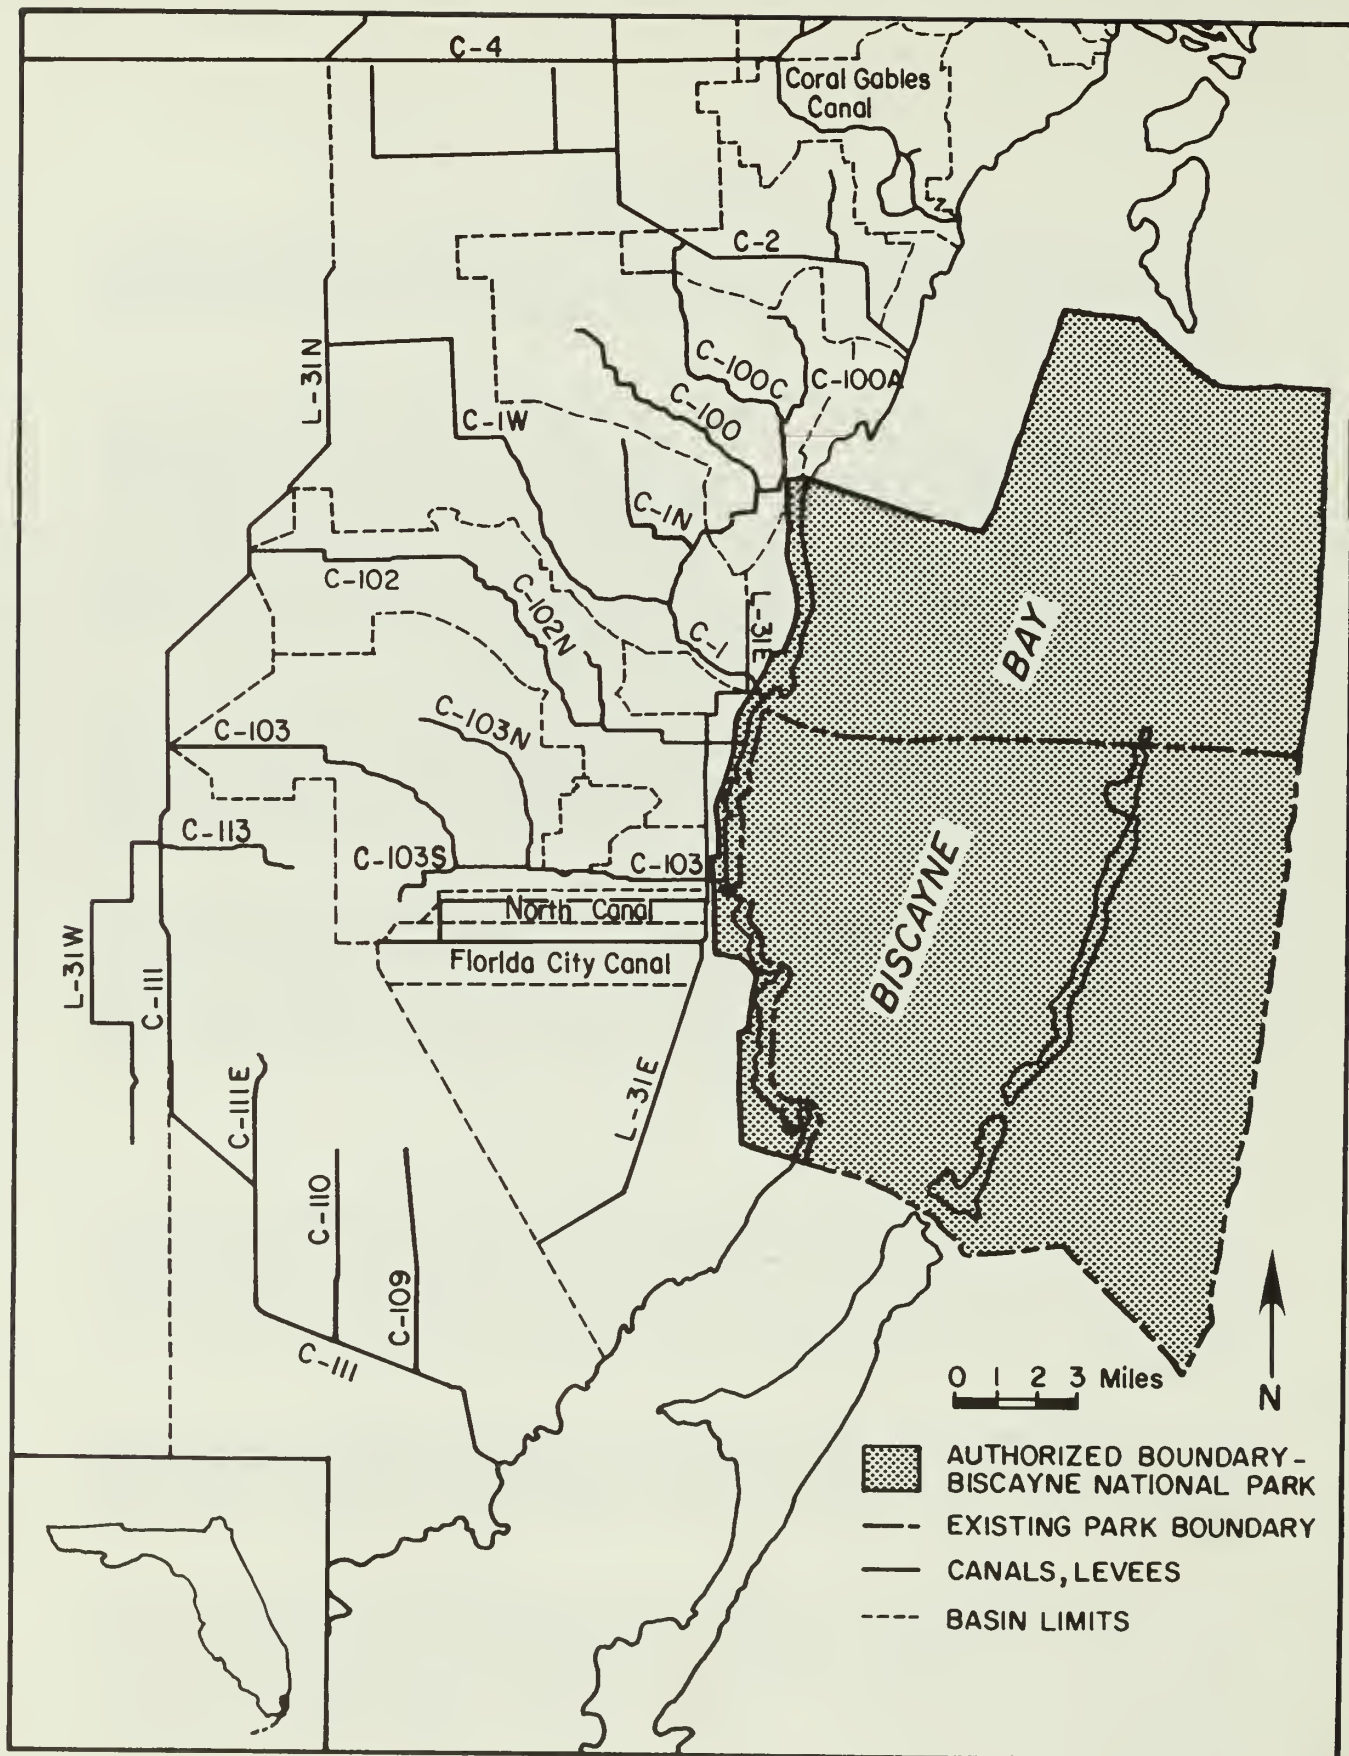 C-4
Coral Gables
Canal
C-2
L-31N
C-100C
C-100A
C-100
C-1W
C-1N
C-102
C-102N
C-1
L-31E
BAY
C-103
C-103N
C-113
C-103S
C-103
BISCAYNE
North Canal
L-31W
C-111
Florida City Canal
C-111E
L-31E
C-110
C-109
C-111
0 1 2 3 Miles
N
AUTHORIZED BOUNDARY-
BISCAYNE NATIONAL PARK
EXISTING PARK BOUNDARY
CANALS, LEVEES
BASIN LIMITS